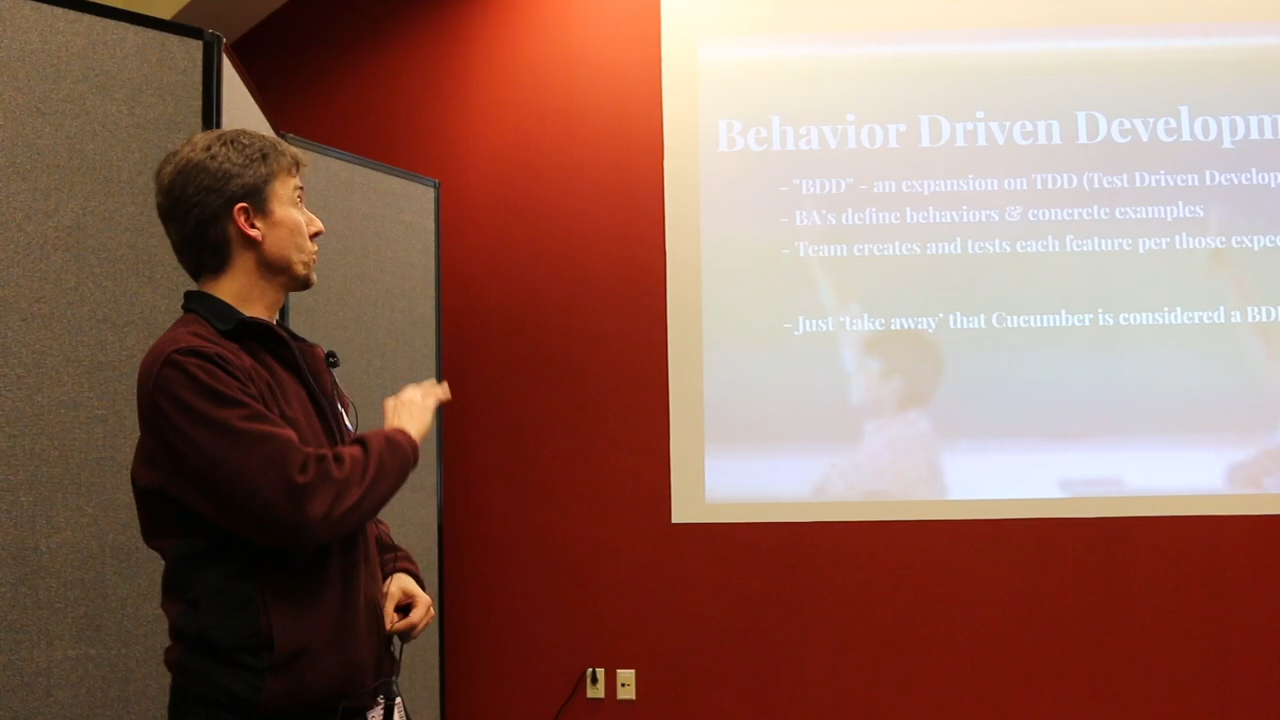 Behavior Driven Developm
- "BDD" - an expansion on TDD (Test Driven Develop
- BA's define behaviors & concrete examples
- Team creates and tests each feature per those expec
- Just ‘take away’ that Cucumber is considered a BD